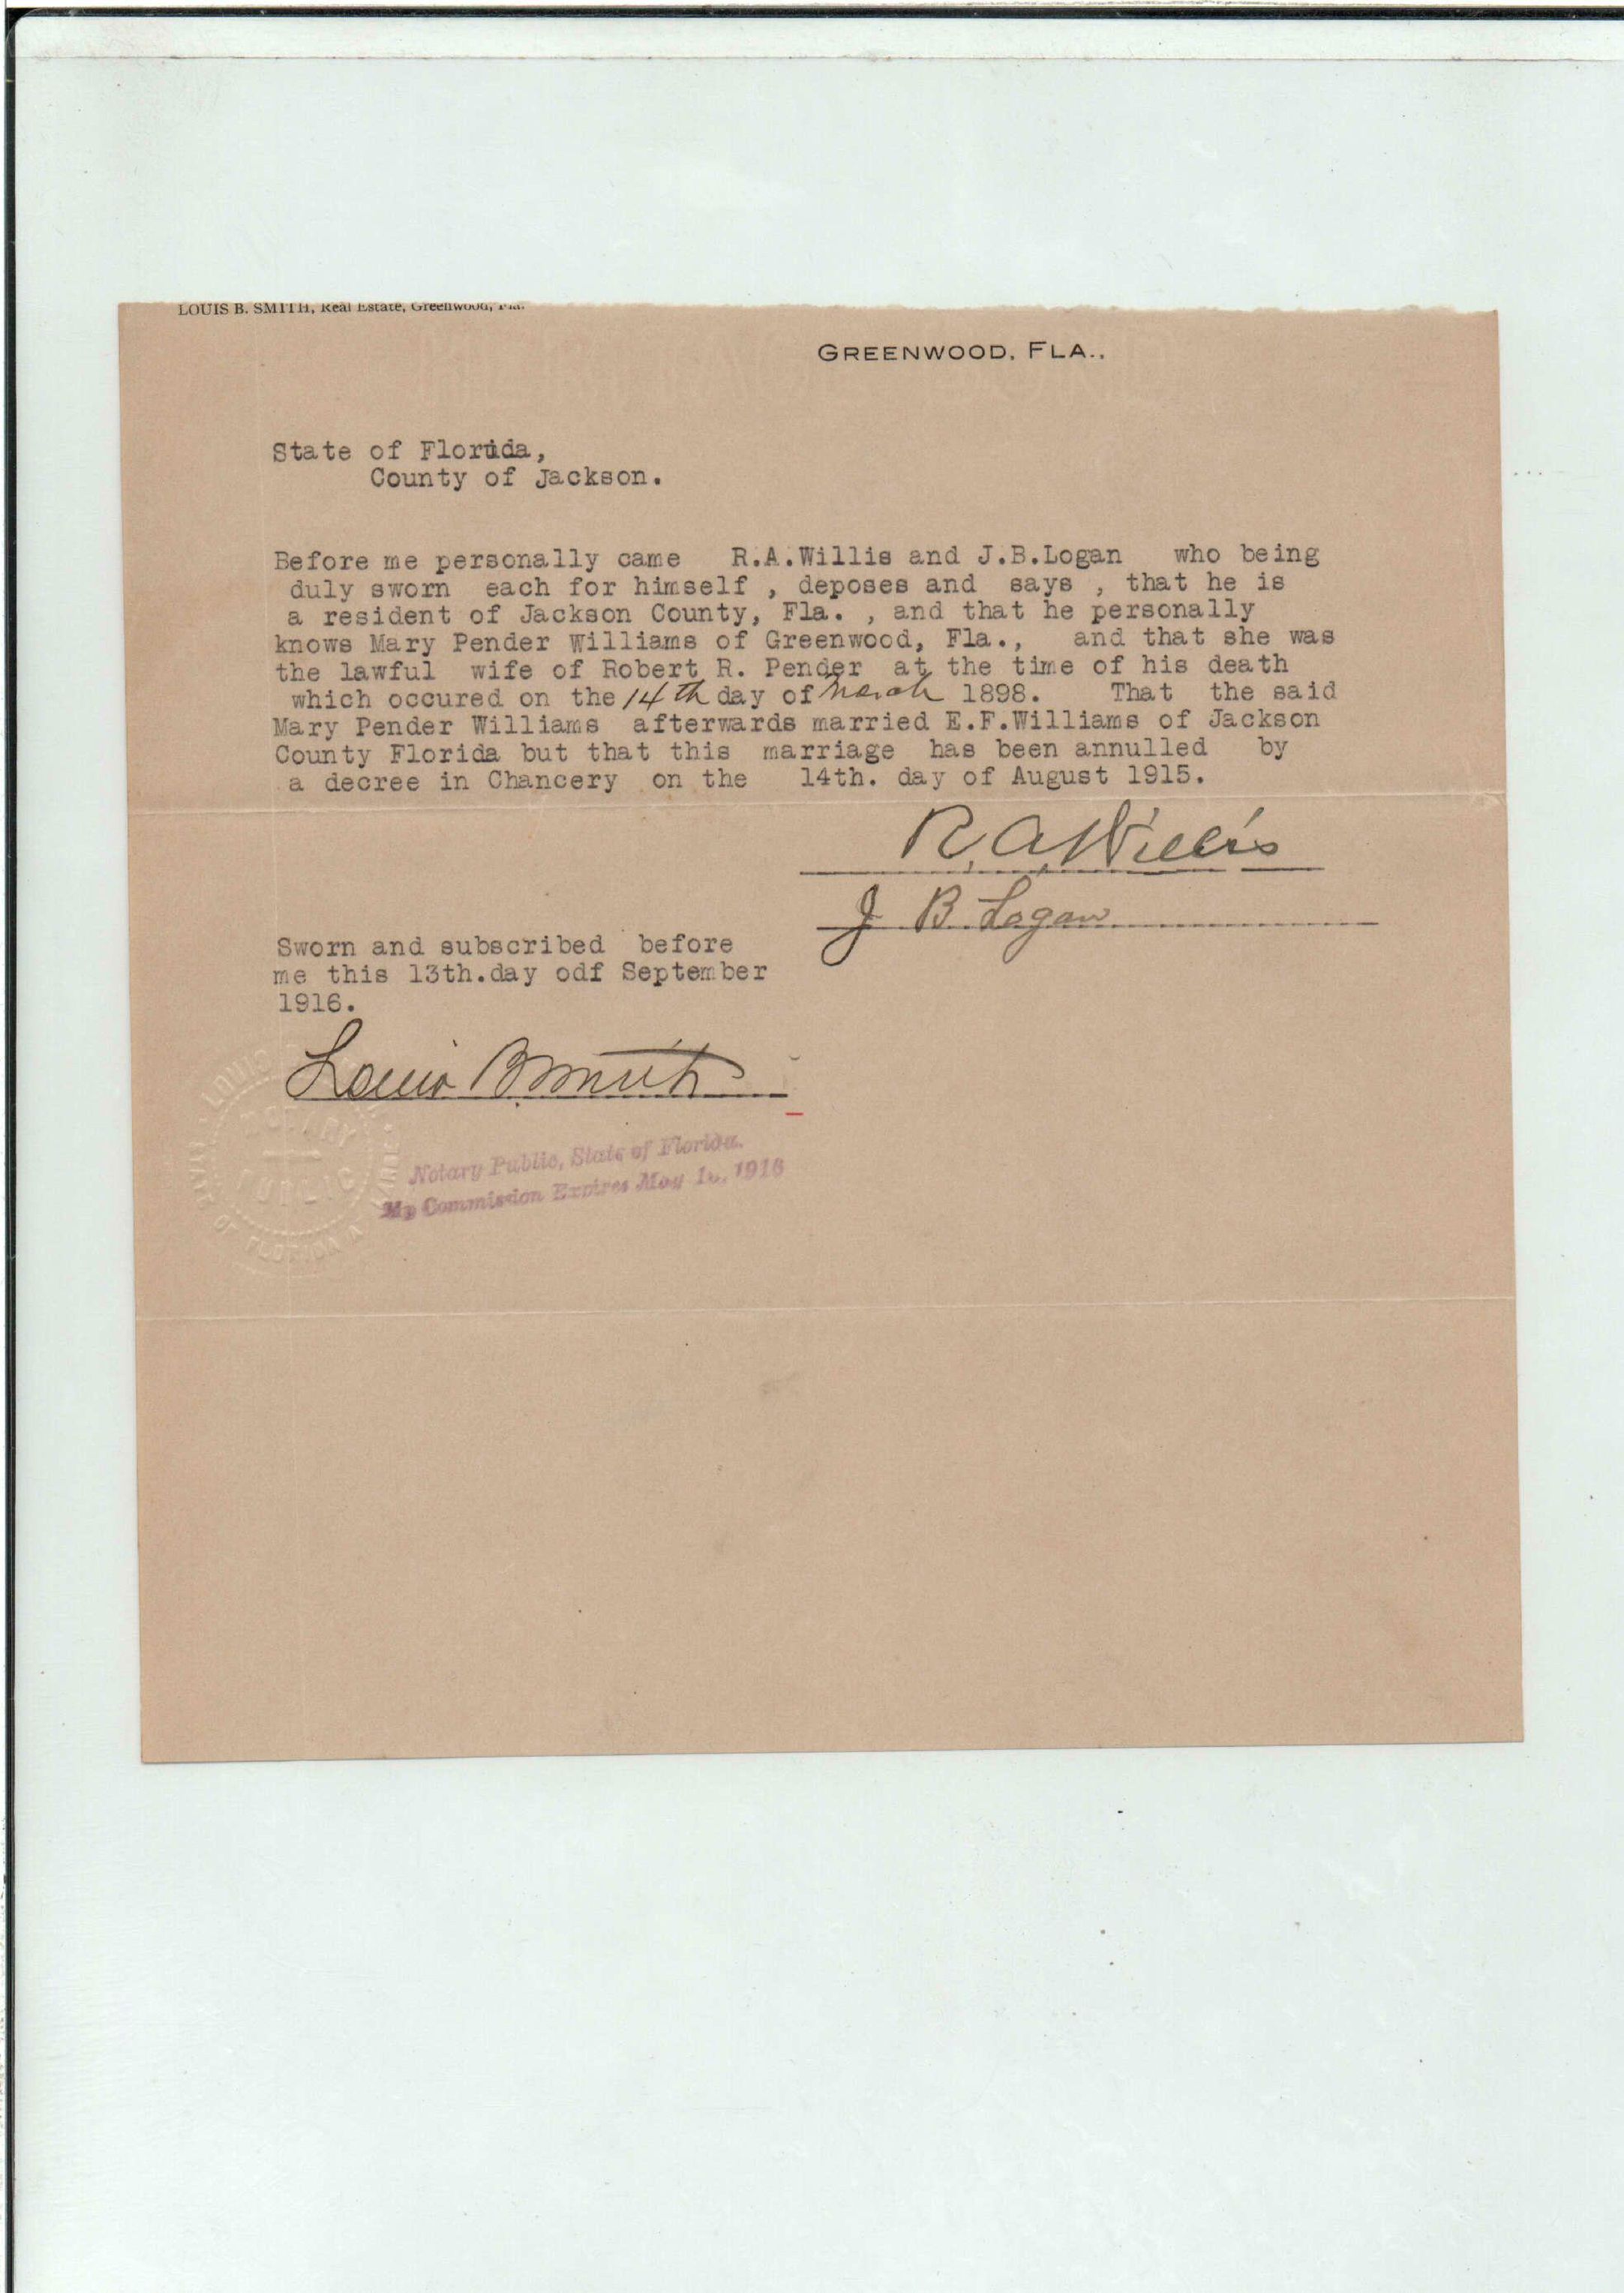 LOUIS B. SMITH, Real Estate, Greenwood, Fla.
GREENWOOD, FLA.,
State of Florida,
County of Jackson.
Before me personally came R.A.Willis and J.B.Logan who being
duly sworn each for himself , deposes and says , that he is
a resident of Jackson County, Fla. , and that he personally
knows Mary Pender Williams of Greenwood, Fla., and that she was
the lawful wife of Robert R. Pender at the time of his death
which occured on the 14th day of March 1898. That the said
Mary Pender Williams afterwards married E.F.Williams of Jackson
County Florida but that this marriage has been annulled by
a decree in Chancery on the 14th. day of August 1915.
R. A. Willis
J B Logan
Sworn and subscribed before
me this 13th.day odf September
1916.
Louis B Smith
NOTARY
PUBLIC
Notary Public, State of Florida.
My Commission Expires May 1916